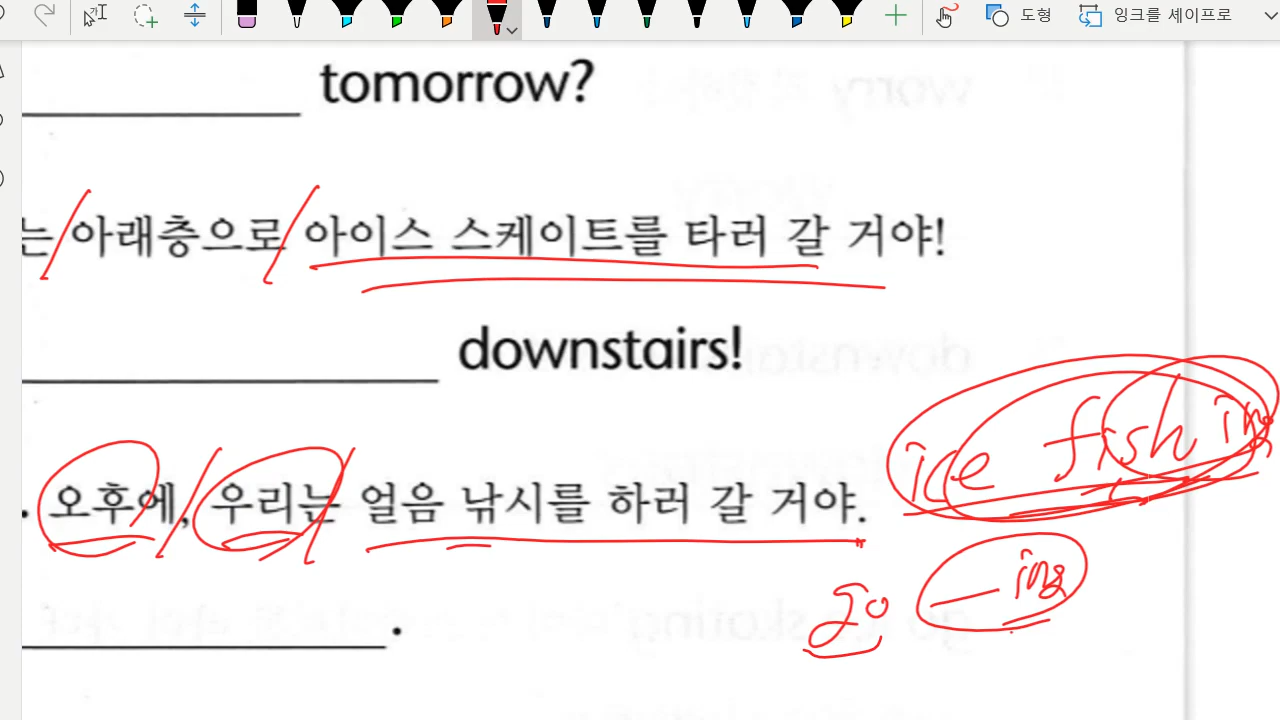 도형 잉크를 셰이프로
tomorrow?
는 아래층으로 아이스 스케이트를 타러 갈 거야!
downstairs!
ice fishing
. 오후에, 우리는 얼음 낚시를 하러 갈 거야.
go __ing
.